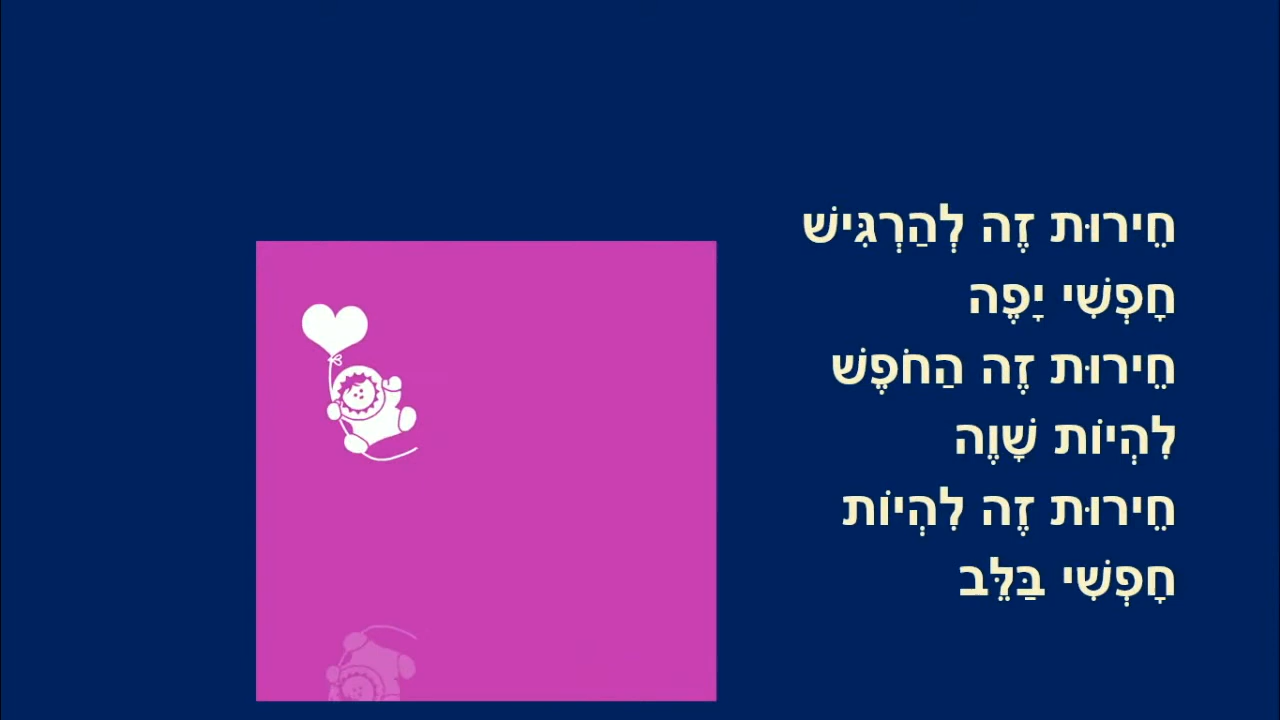 חֵירוּת זֶה לְהַרְגִּישׁ
חָפְשִׁי יָפֶה
חֵירוּת זֶה הַחֹפֶשׁ
לִהְיוֹת שָׁוֶה
חֵירוּת זֶה לִהְיוֹת
חָפְשִׁי בַּלֵּב